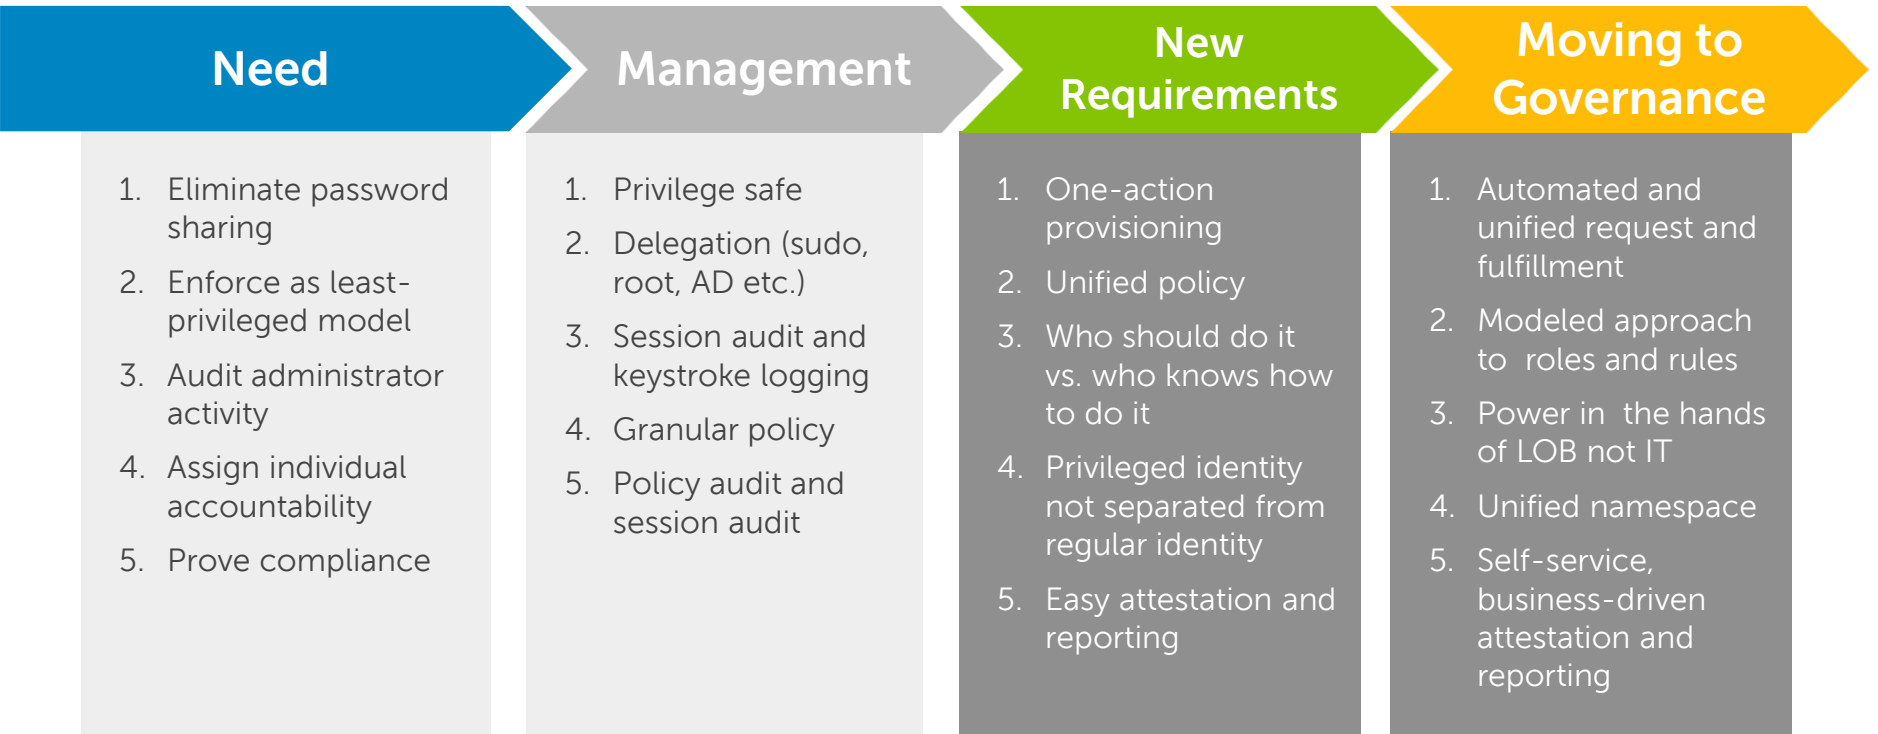 Need
1. Eliminate password
sharing
2. Enforce as least-
privileged model
3. Audit administrator
activity
4. Assign individual
accountability
5. Prove compliance
Management
1. Privilege safe
2. Delegation (sudo,
root, AD etc.)
3. Session audit and
keystroke logging
4. Granular policy
5. Policy audit and
session audit
New
Requirements
1. One-action
provisioning
2. Unified policy
3. Who should do it
vs. who knows how
to do it
4. Privileged identity
not separated from
regular identity
5. Easy attestation and
reporting
Moving to
Governance
1. Automated and
unified request and
fulfillment
2. Modeled approach
to roles and rules
3. Power in the hands
of LOB not IT
4. Unified namespace
5. Self-service,
business-driven
attestation and
reporting